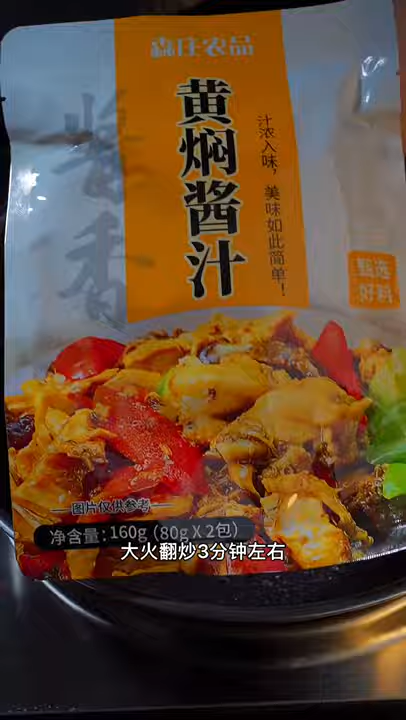 森庄农品
黄焖酱汁
汁浓入味，美味如此简单！
酱香
甄选
好料
图片仅供参考
净含量：160g（80g X 2包）
大火翻炒3分钟左右